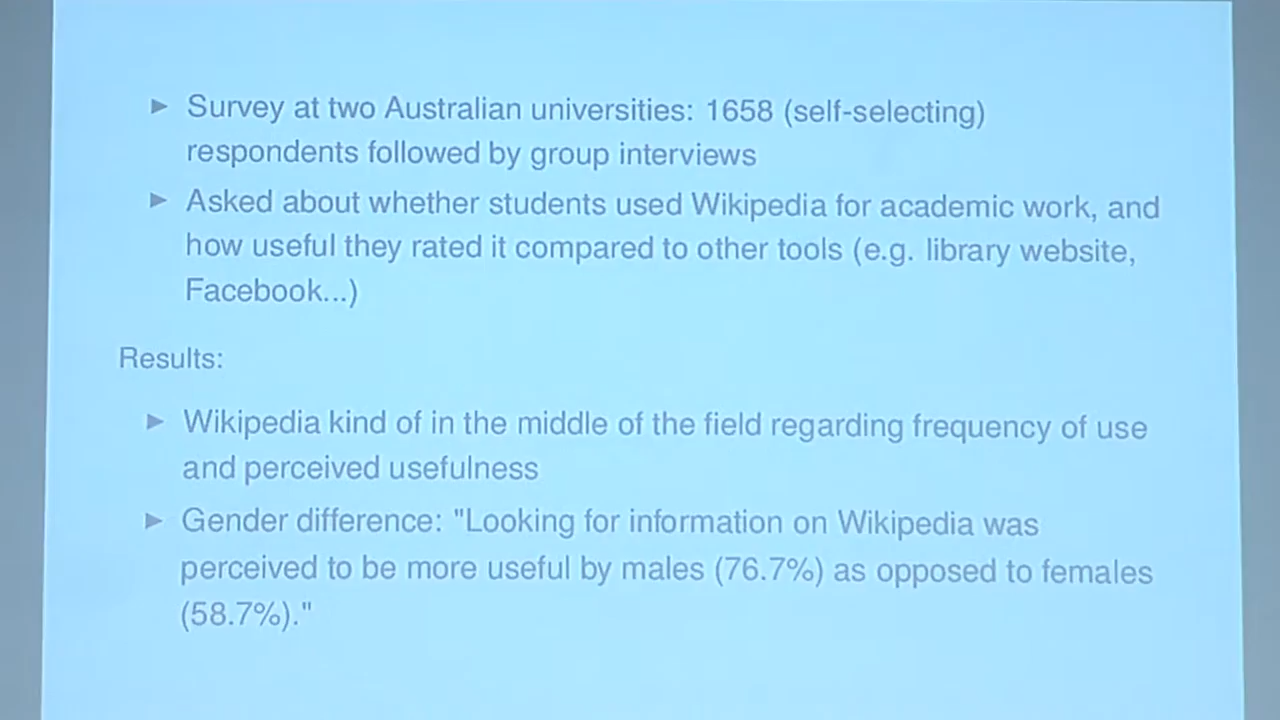 ► Survey at two Australian universities: 1658 (self-selecting)
respondents followed by group interviews
► Asked about whether students used Wikipedia for academic work, and
how useful they rated it compared to other tools (e.g. library website,
Facebook...)
Results:
► Wikipedia kind of in the middle of the field regarding frequency of use
and perceived usefulness
► Gender difference: "Looking for information on Wikipedia was
perceived to be more useful by males (76.7%) as opposed to females
(58.7%)."